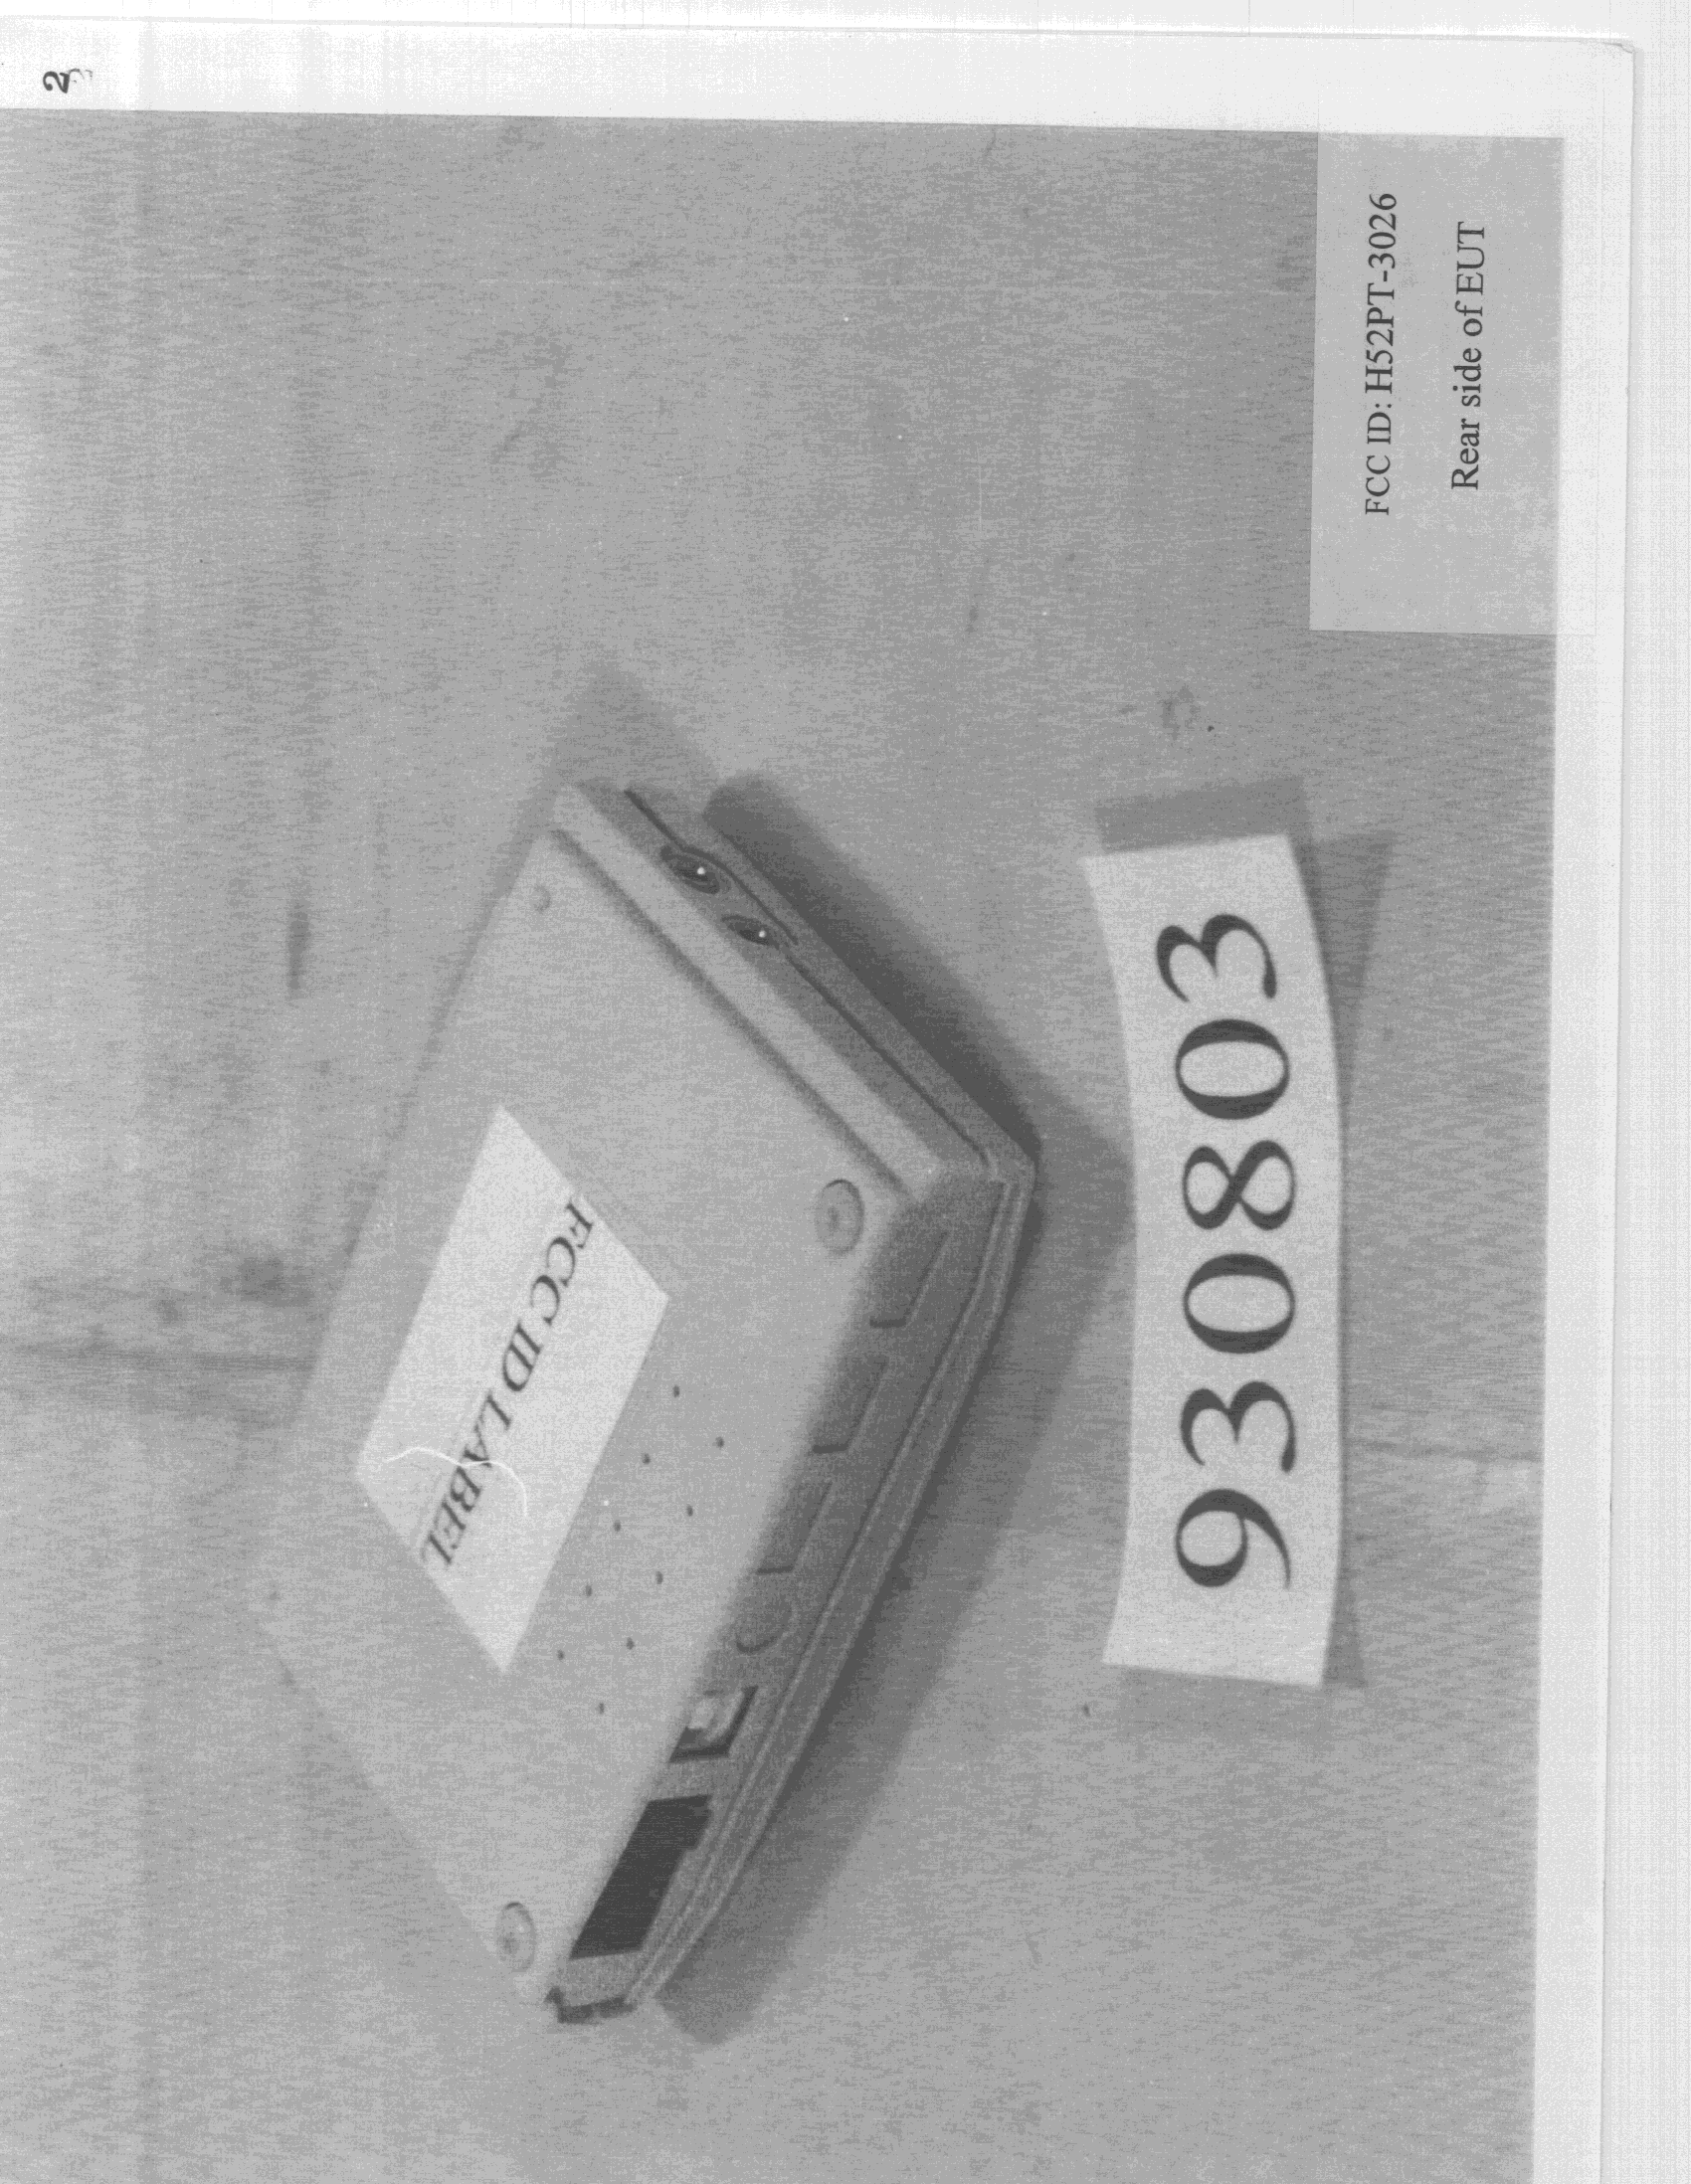 FCC ID LABEL
930803
FCC ID: H52PT-3026
Rear side of EUT